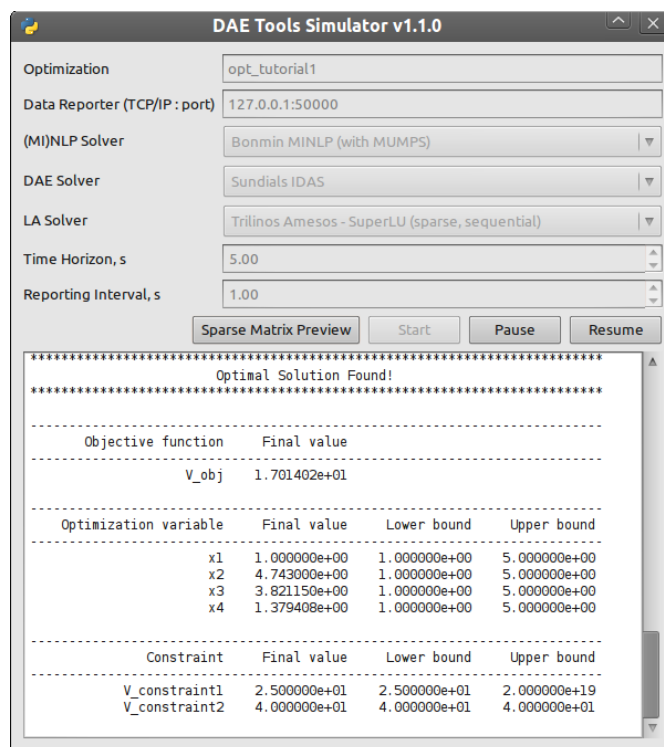 DAE Tools Simulator v1.1.0
Optimization opt_tutorial1
Data Reporter (TCP/IP : port) 127.0.0.1:50000
(MI)NLP Solver Bonmin MINLP (with MUMPS)
DAE Solver Sundials IDAS
LA Solver Trilinos Amesos - SuperLU (sparse, sequential)
Time Horizon, s 5.00
Reporting Interval, s 1.00
Sparse Matrix Preview Start Pause Resume
**************************************************************************
Optimal Solution Found!
**************************************************************************
--------------------------------------------------------------------------
Objective function Final value
--------------------------------------------------------------------------
V_obj 1.701402e+01
--------------------------------------------------------------------------
Optimization variable Final value Lower bound Upper bound
--------------------------------------------------------------------------
x1 1.000000e+00 1.000000e+00 5.000000e+00
x2 4.743000e+00 1.000000e+00 5.000000e+00
x3 3.821150e+00 1.000000e+00 5.000000e+00
x4 1.379408e+00 1.000000e+00 5.000000e+00
--------------------------------------------------------------------------
Constraint Final value Lower bound Upper bound
--------------------------------------------------------------------------
V_constraint1 2.500000e+01 2.500000e+01 2.000000e+19
V_constraint2 4.000000e+01 4.000000e+01 4.000000e+01